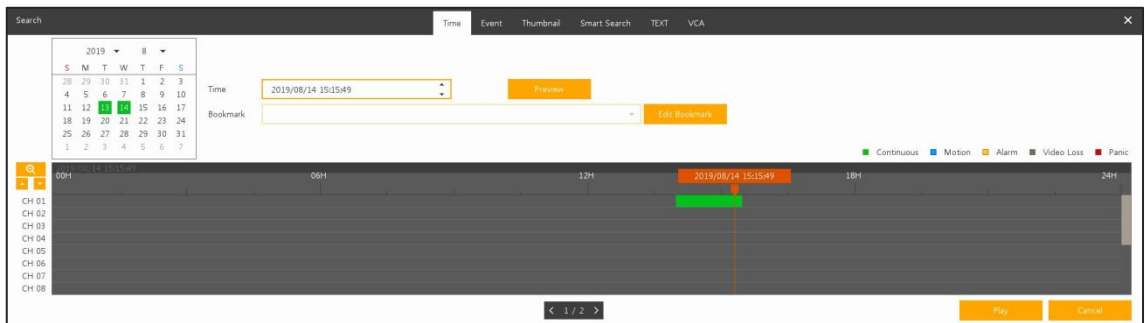 Search Time Event Thumbnail Smart Search TEXT VCA ×
2019 8
S M T W T F S
28 29 30 31 1 2 3
4 5 6 7 8 9 10
11 12 13 14 15 16 17
18 19 20 21 22 23 24
25 26 27 28 29 30 31
1 2 3 4 5 6 7
Time 2019/08/14 15:15:49 Preview
Bookmark Edit Bookmark
Continuous Motion Alarm Video Loss Panic
2019/08/14 15:15:49
00H 06H 12H 2019/08/14 15:15:49 18H 24H
CH 01
CH 02
CH 03
CH 04
CH 05
CH 06
CH 07
CH 08
< 1 / 2 >
Play Cancel